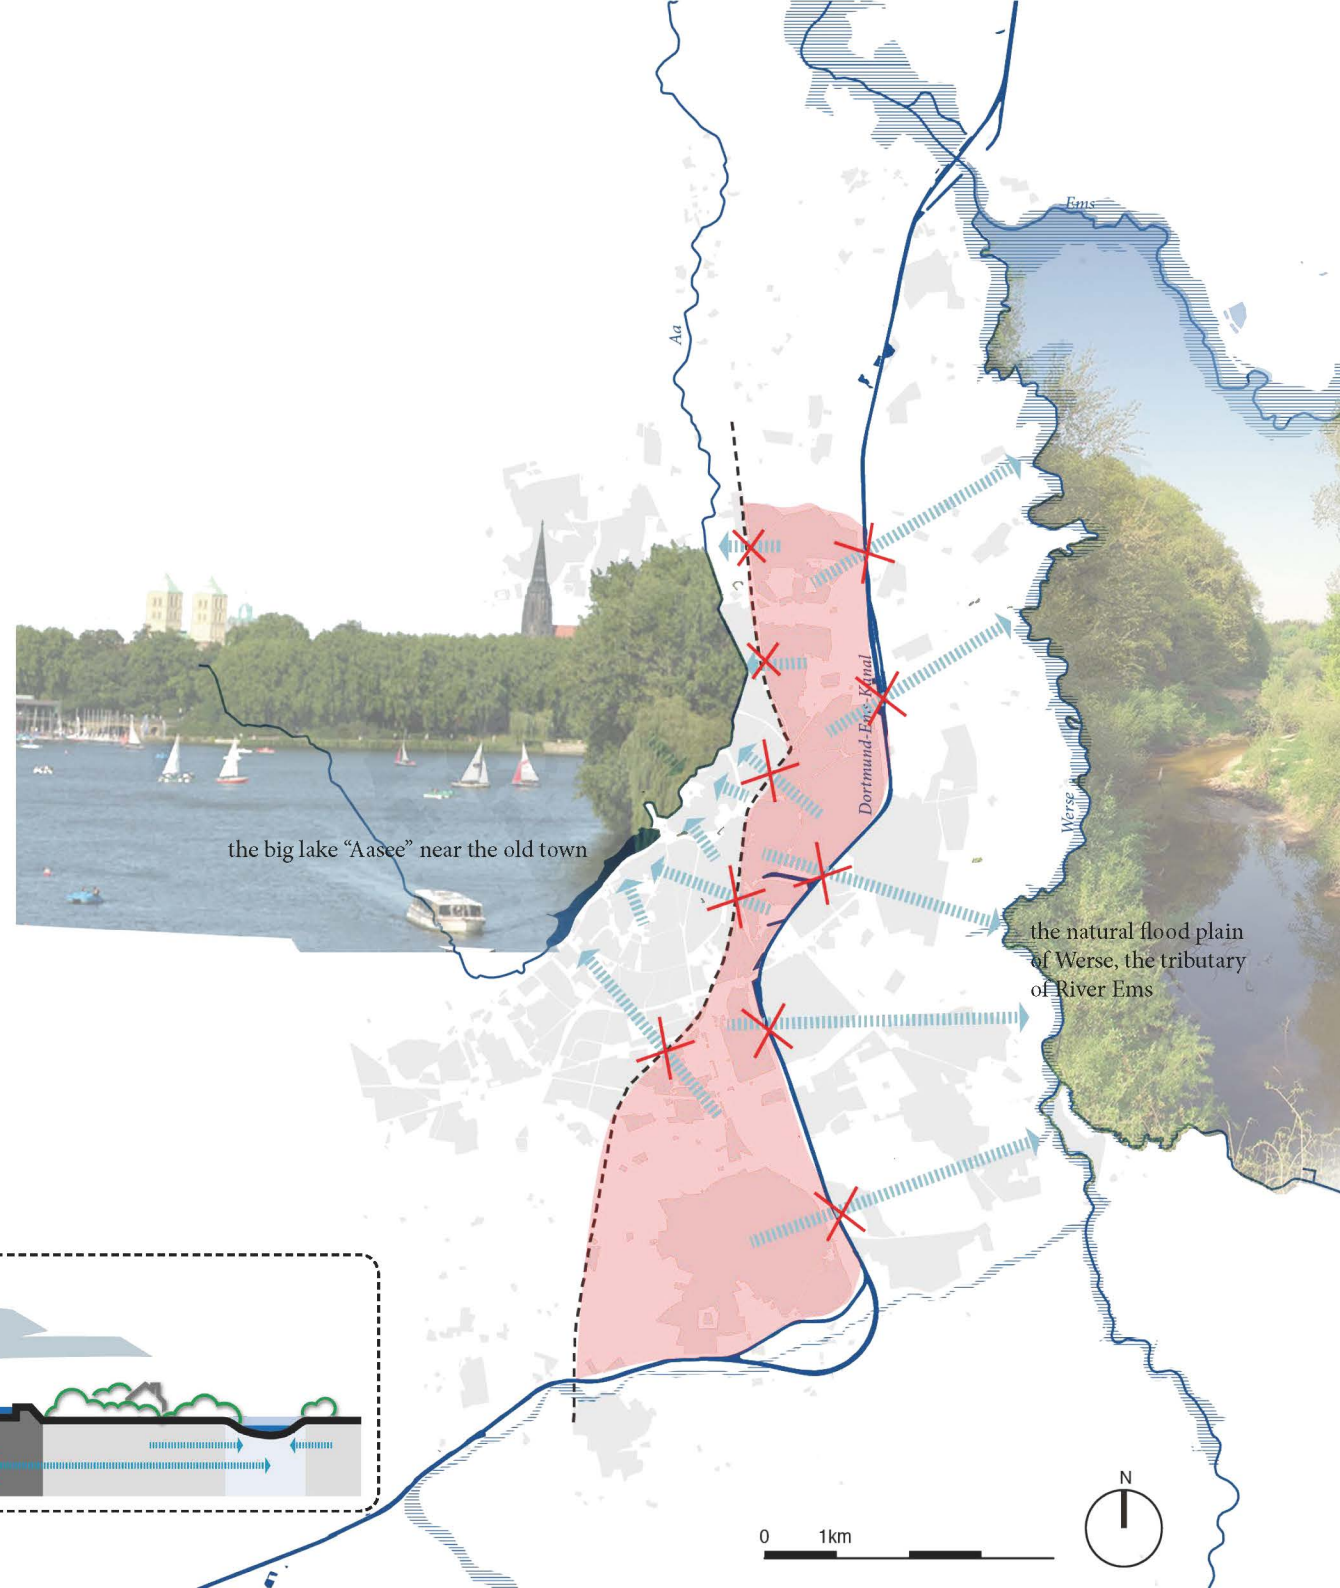 Ems
Aa
Dortmund-Ems-Kanal
Werse
the big lake “Aasee” near the old town
the natural flood plain
of Werse, the tributary
of River Ems
N
0 1km